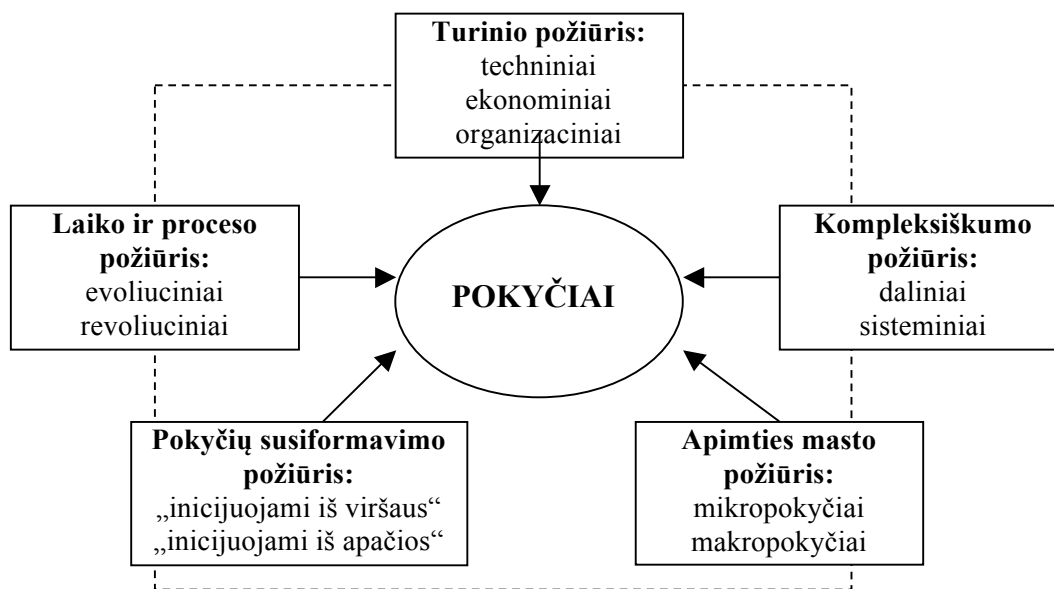 Turinio požiūris:
techniniai
ekonominiai
organizaciniai
Laiko ir proceso
požiūris:
evoliuciniai
revoliuciniai
POKYČIAI
Kompleksiškumo
požiūris:
daliniai
sisteminiai
Pokyčių susiformavimo
požiūris:
„inicijuojami iš viršaus“
„inicijuojami iš apačios“
Apimties masto
požiūris:
mikropokyčiai
makropokyčiai